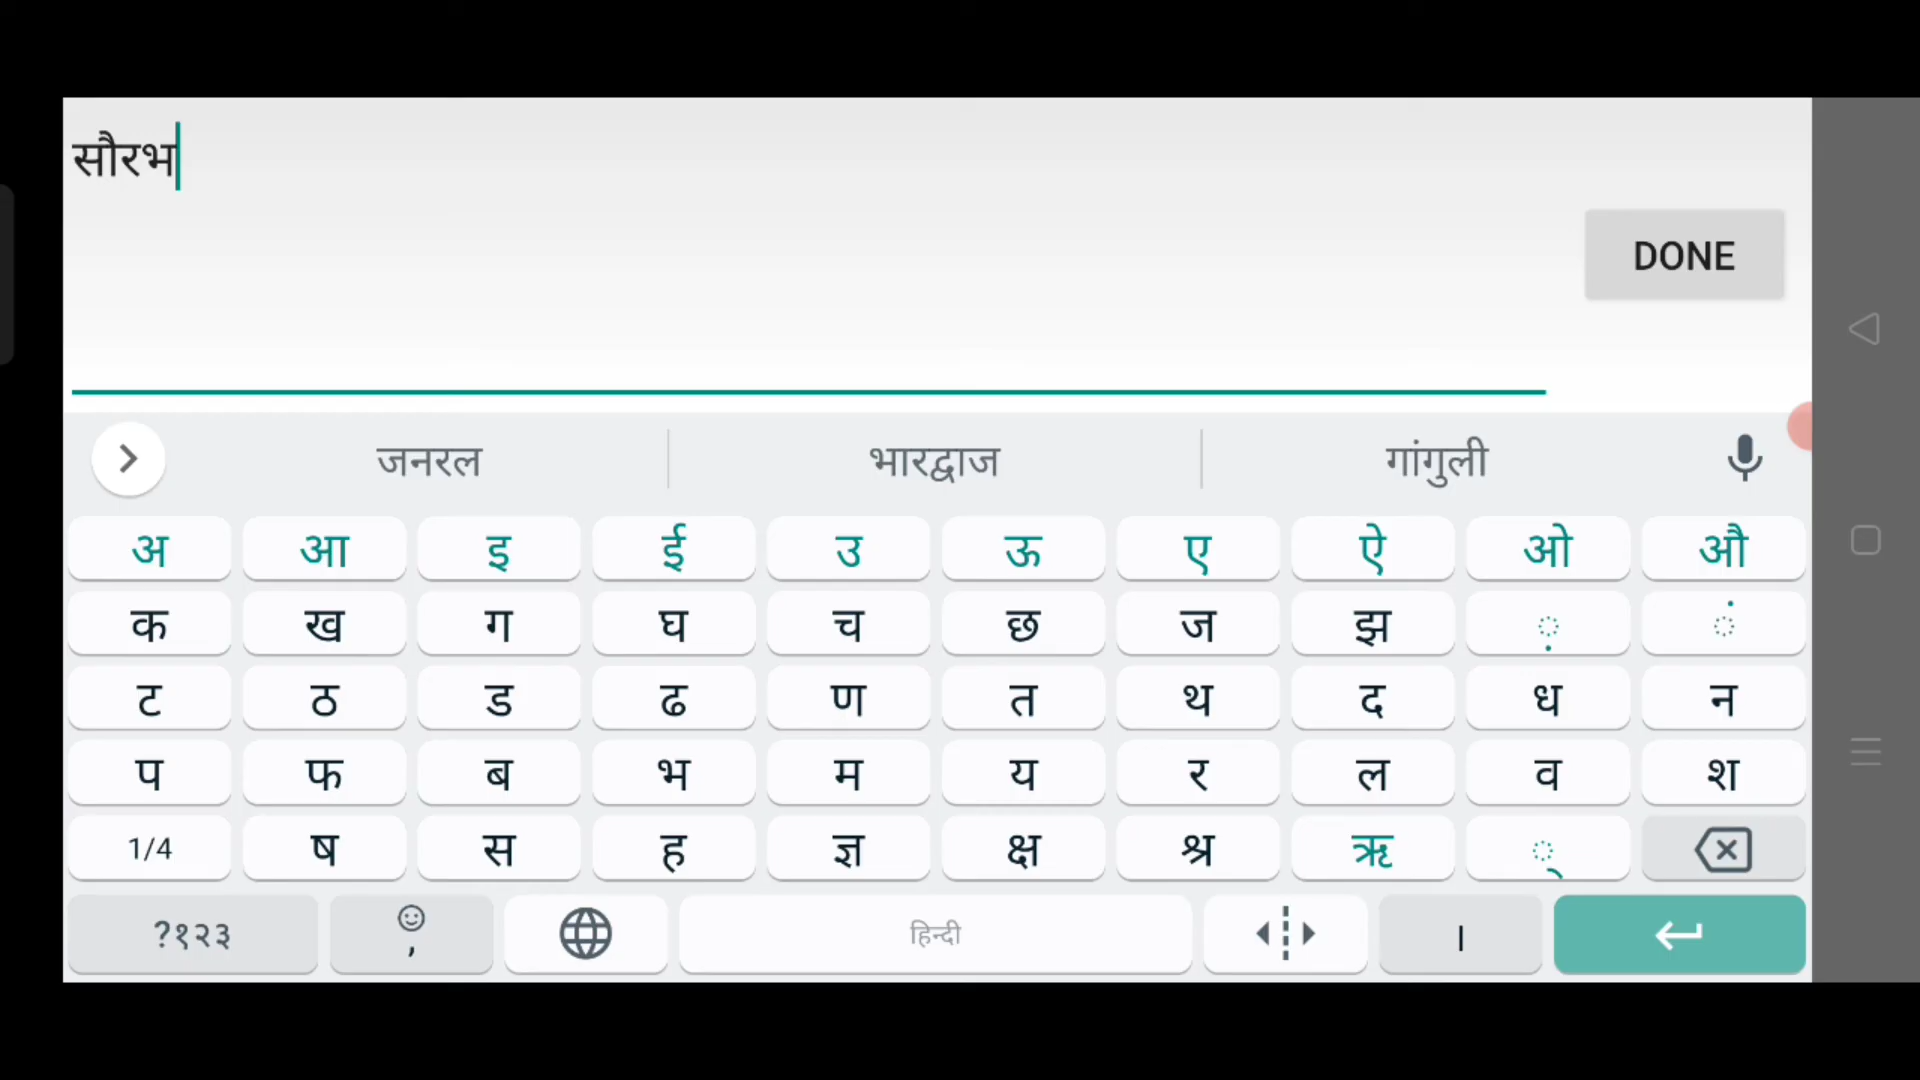 सौरभ
DONE
जनरल भारद्वाज गांगुली
अ आ इ ई उ ऊ ए ऐ ओ औ
क ख ग घ च छ ज झ ़ ं
ट ठ ड ढ ण त थ द ध न
प फ ब भ म य र ल व श
1/4 ष स ह ज्ञ क्ष श्र ऋ ्
?१२३ , हिन्दी ।